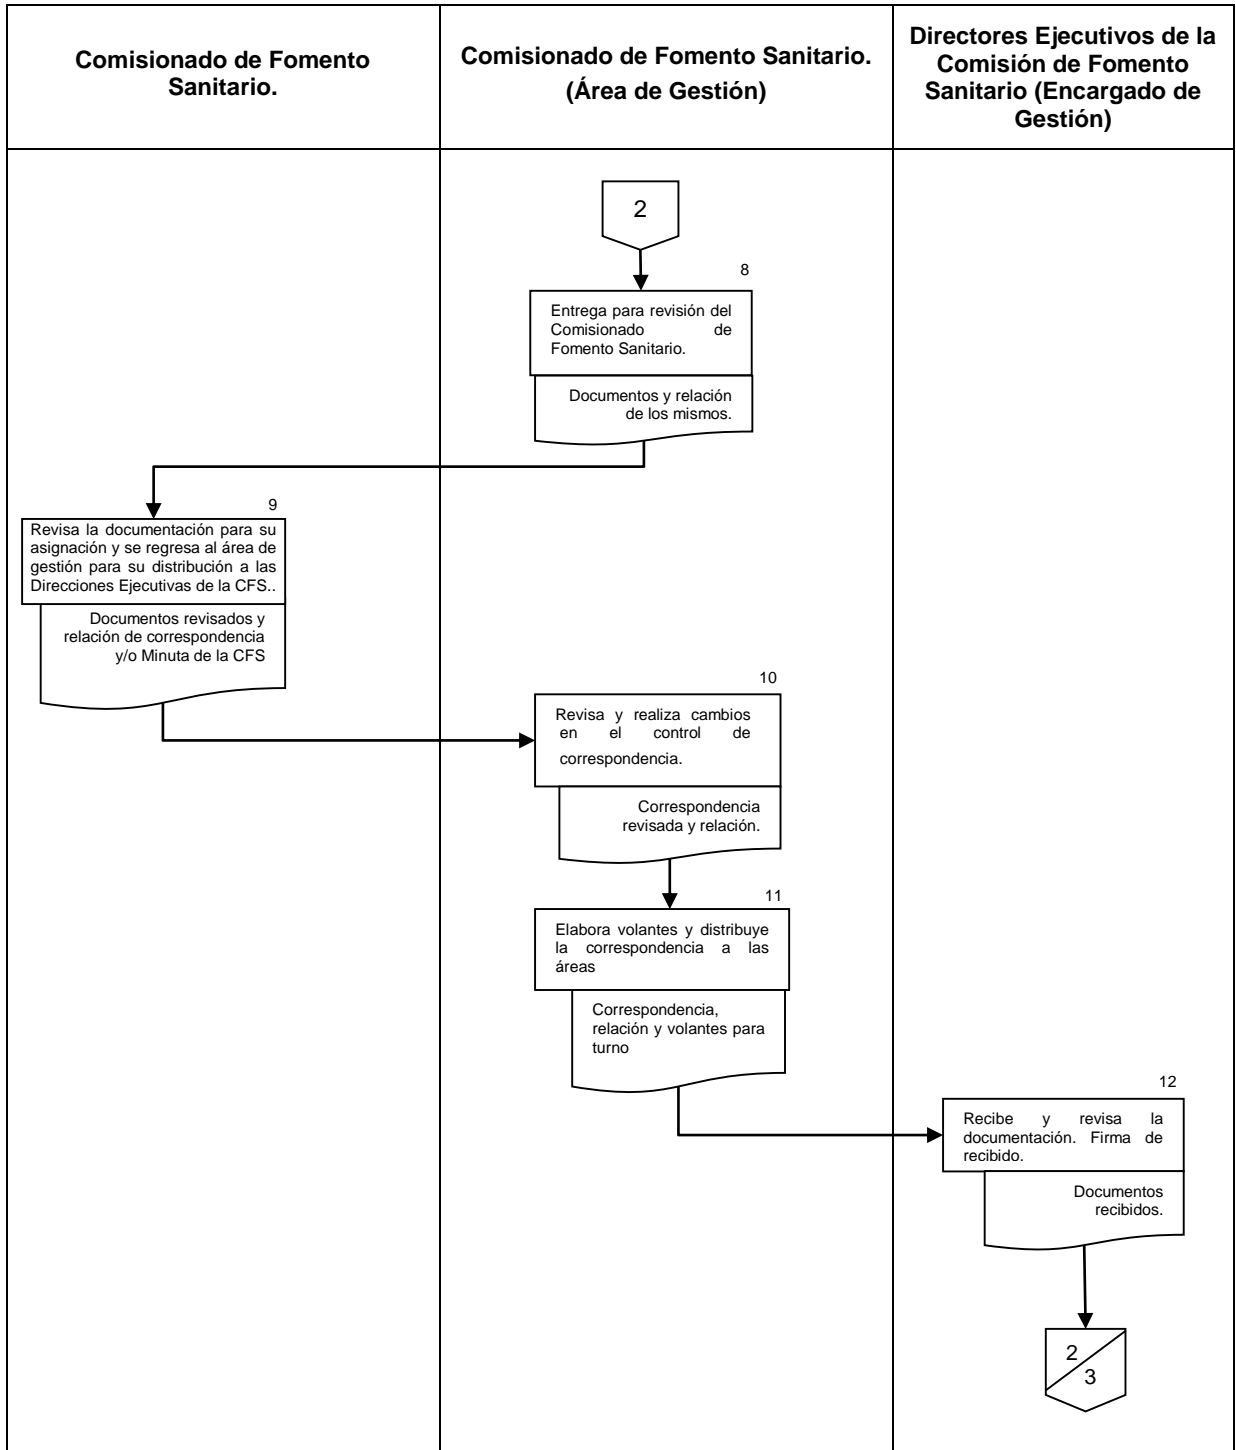 Comisionado de Fomento
Sanitario.
Comisionado de Fomento Sanitario.
(Área de Gestión)
Directores Ejecutivos de la
Comisión de Fomento
Sanitario (Encargado de
Gestión)
2
8
Entrega para revisión del
Comisionado de
Fomento Sanitario.
Documentos y relación
de los mismos.
9
Revisa la documentación para su
asignación y se regresa al área de
gestión para su distribución a las
Direcciones Ejecutivas de la CFS..
Documentos revisados y
relación de correspondencia
y/o Minuta de la CFS
10
Revisa y realiza cambios
en el control de
correspondencia.
Correspondencia
revisada y relación.
11
Elabora volantes y distribuye
la correspondencia a las
áreas
Correspondencia,
relación y volantes para
turno
12
Recibe y revisa la
documentación. Firma de
recibido.
Documentos
recibidos.
2
3